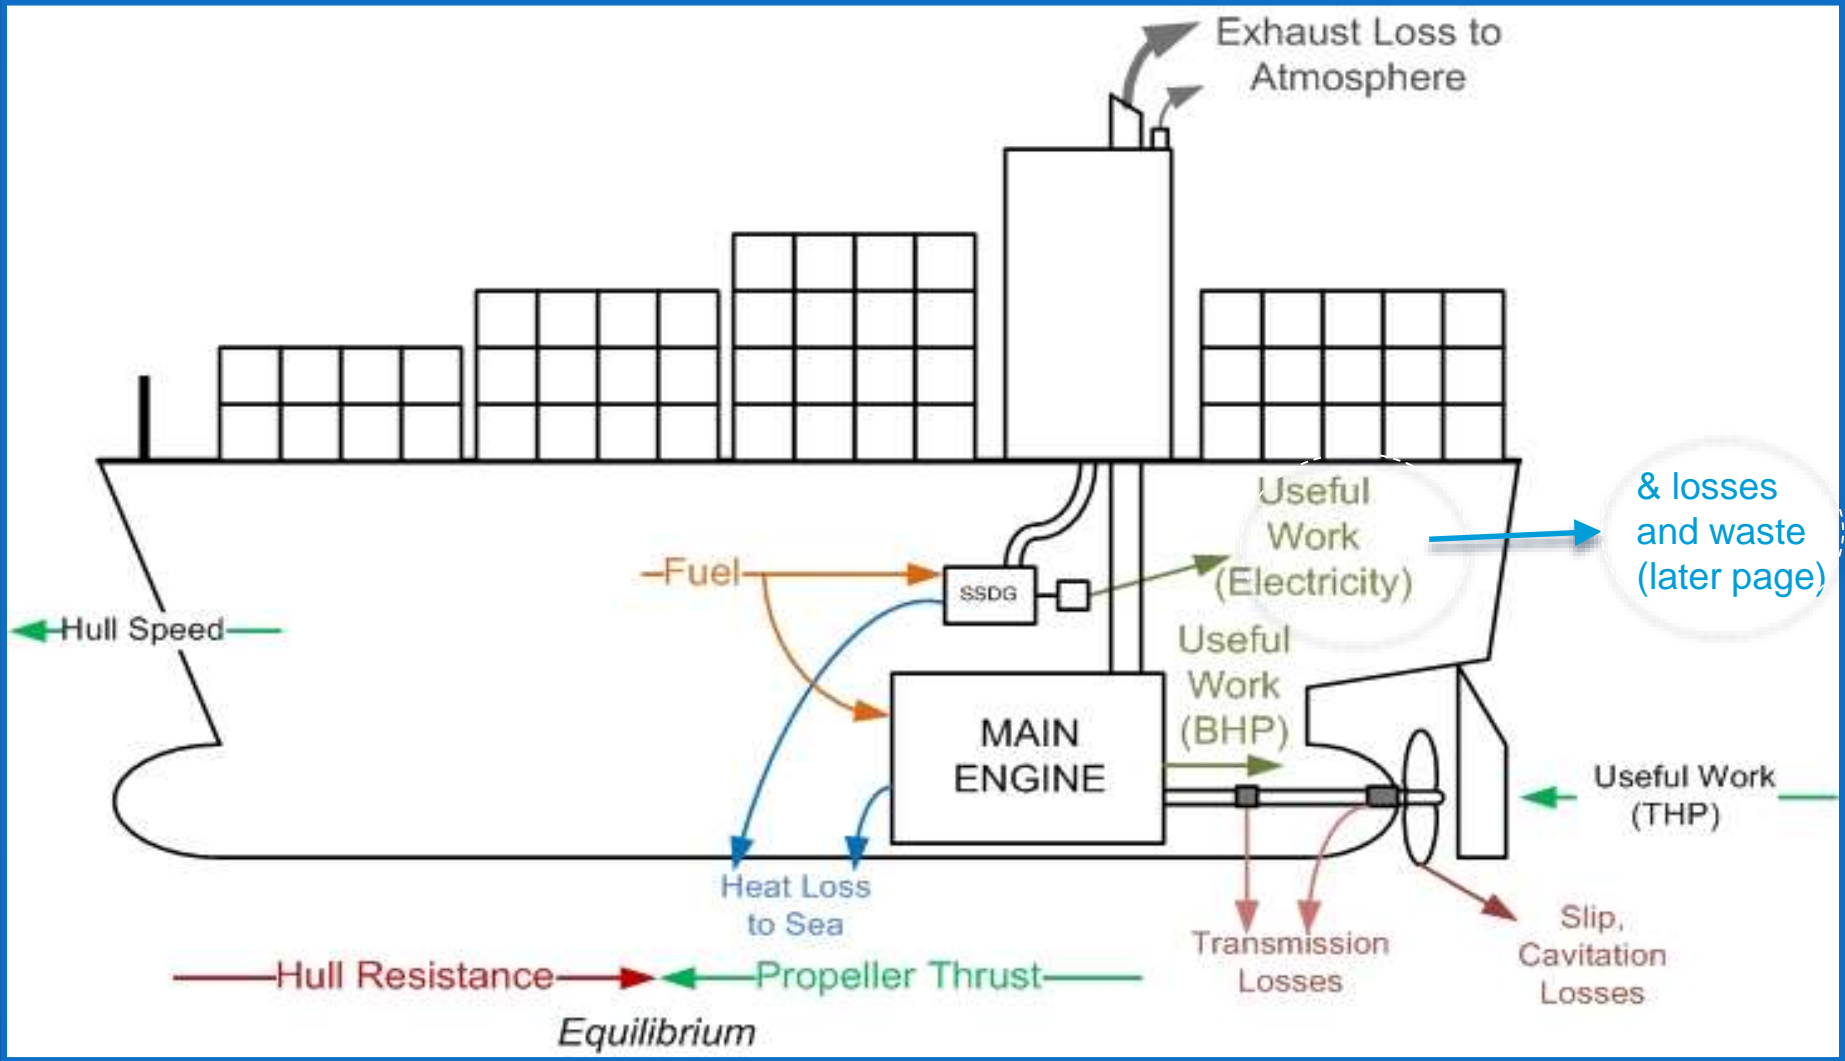 Exhaust Loss to
Atmosphere
Useful
Work
(Electricity)
& losses
and waste
(later page)
Fuel
SSDG
Hull Speed
Useful
Work
(BHP)
MAIN
ENGINE
Useful Work
(THP)
Heat Loss
to Sea
Transmission
Losses
Slip,
Cavitation
Losses
Hull Resistance
Propeller Thrust
Equilibrium